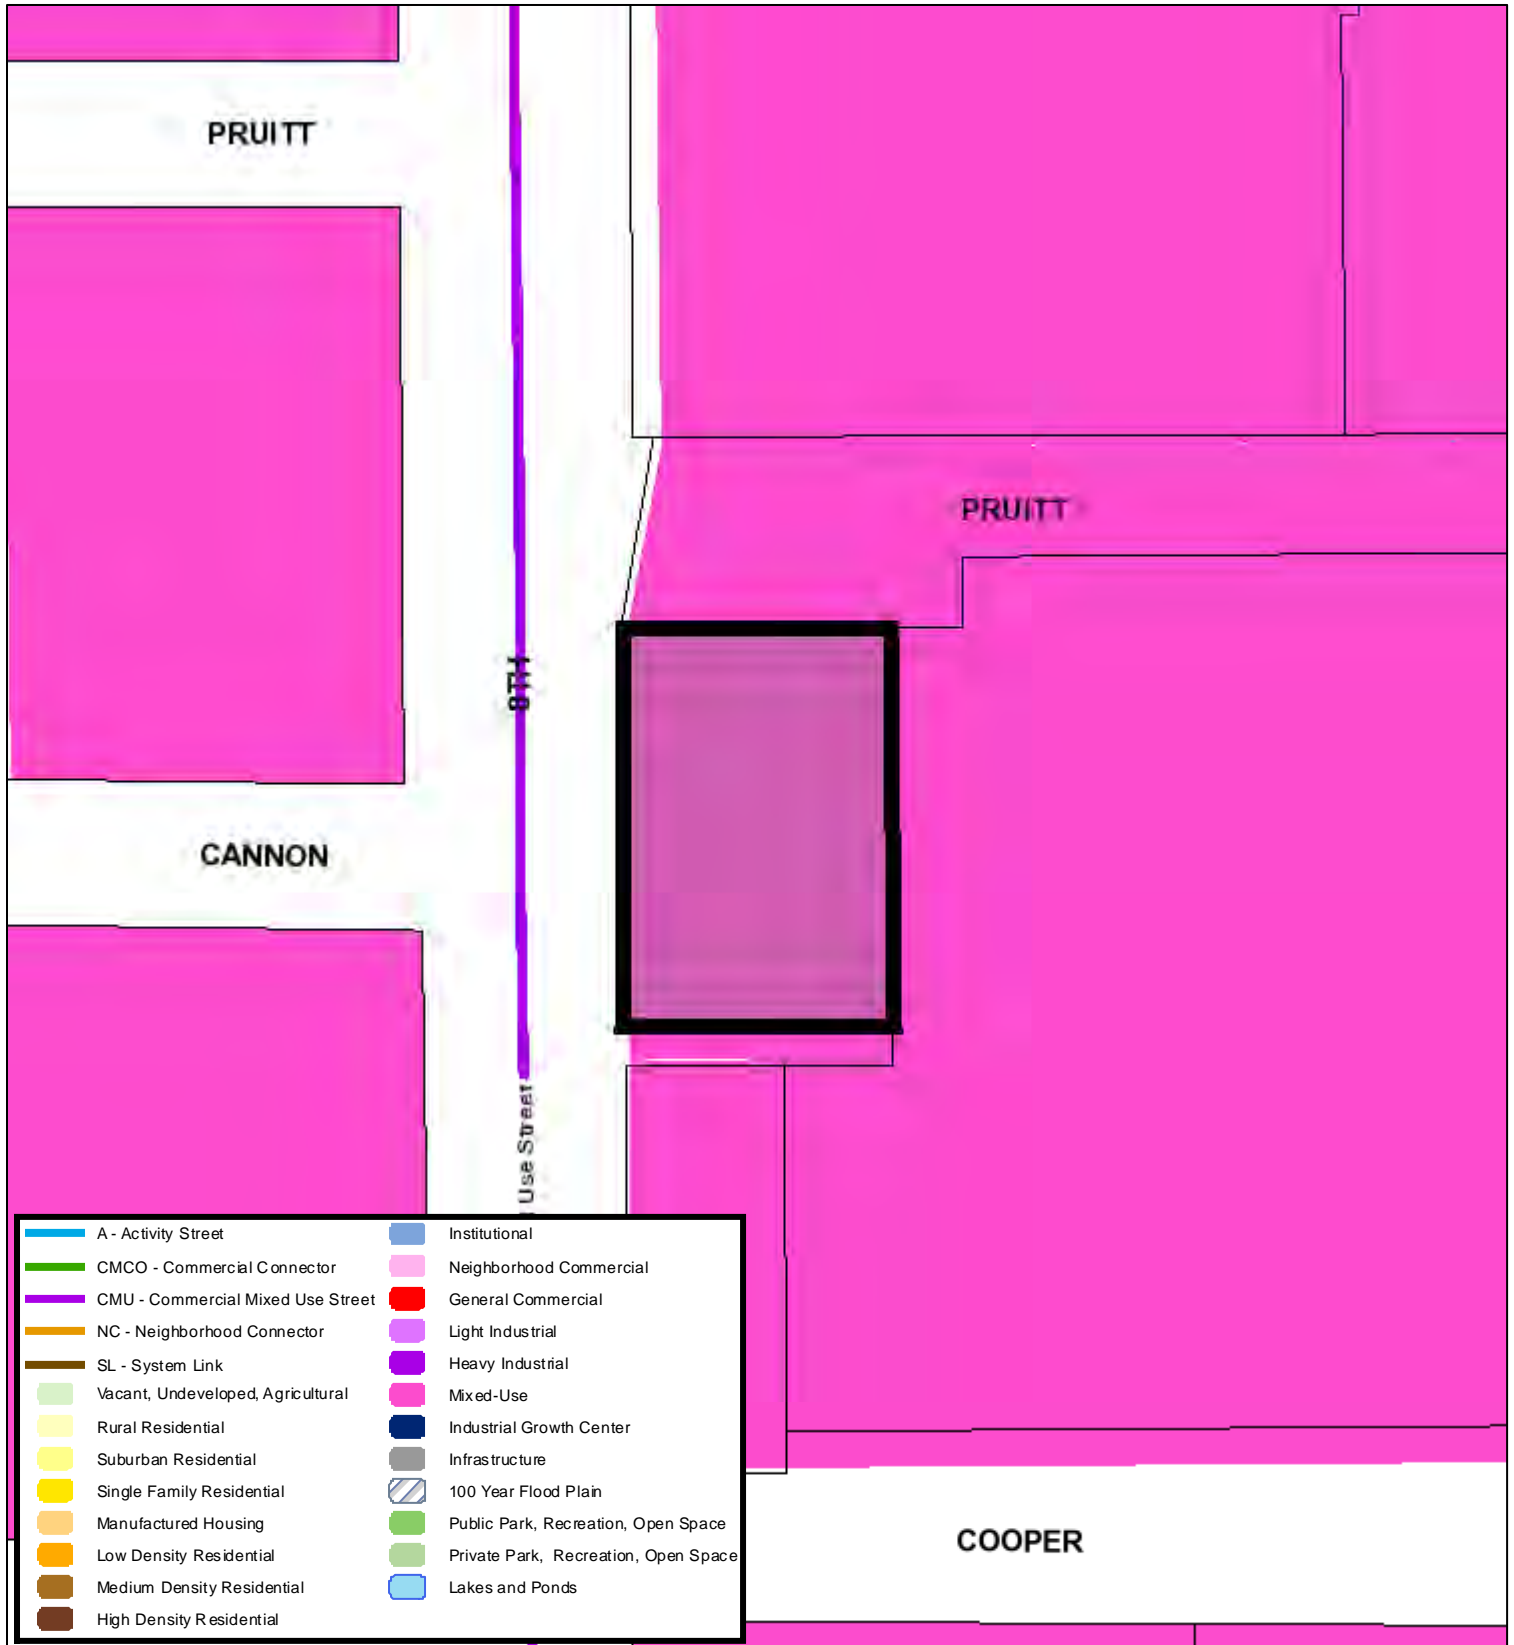 PRUITT
PRUITT
8TH
CANNON
Use Street
A - Activity Street
CMCO - Commercial Connector
CMU - Commercial Mixed Use Street
NC - Neighborhood Connector
SL - System Link
Vacant, Undeveloped, Agricultural
Rural Residential
Suburban Residential
Single Family Residential
Manufactured Housing
Low Density Residential
Medium Density Residential
High Density Residential
Institutional
Neighborhood Commercial
General Commercial
Light Industrial
Heavy Industrial
Mixed-Use
Industrial Growth Center
Infrastructure
100 Year Flood Plain
Public Park, Recreation, Open Space
Private Park, Recreation, Open Space
Lakes and Ponds
COOPER